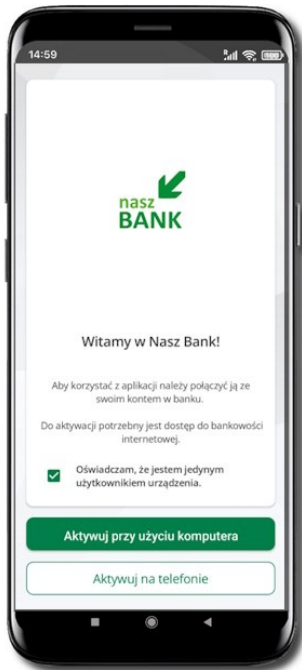 14:59
nasz
BANK
Witamy w Nasz Bank!
Aby korzystać z aplikacji należy połączyć ją ze
swoim kontem w banku.
Do aktywacji potrzebny jest dostęp do bankowości
internetowej.
Oświadczam, że jestem jedynym
użytkownikiem urządzenia.
Aktywuj przy użyciu komputera
Aktywuj na telefonie